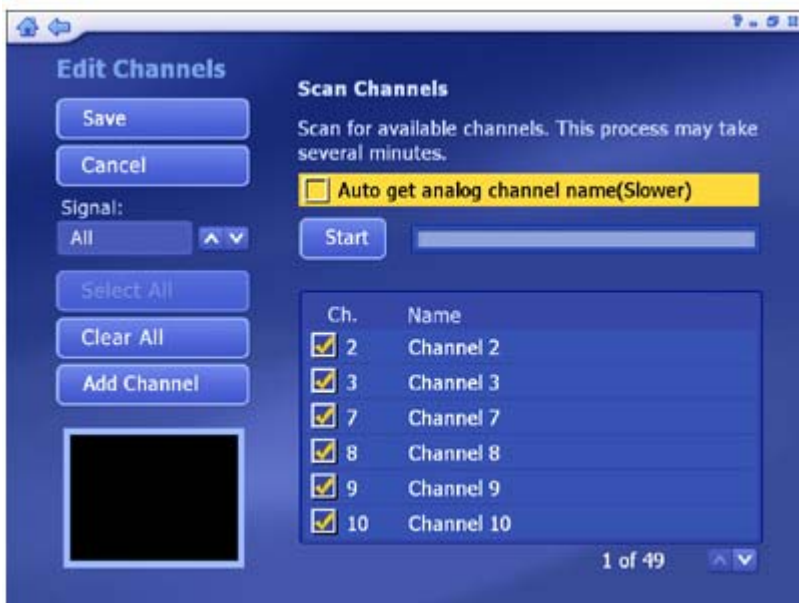 Edit Channels
Save
Cancel
Signal:
All
Select All
Clear All
Add Channel
Scan Channels
Scan for available channels. This process may take
several minutes.
Auto get analog channel name(Slower)
Start
Ch. Name
2 Channel 2
3 Channel 3
7 Channel 7
8 Channel 8
9 Channel 9
10 Channel 10
1 of 49